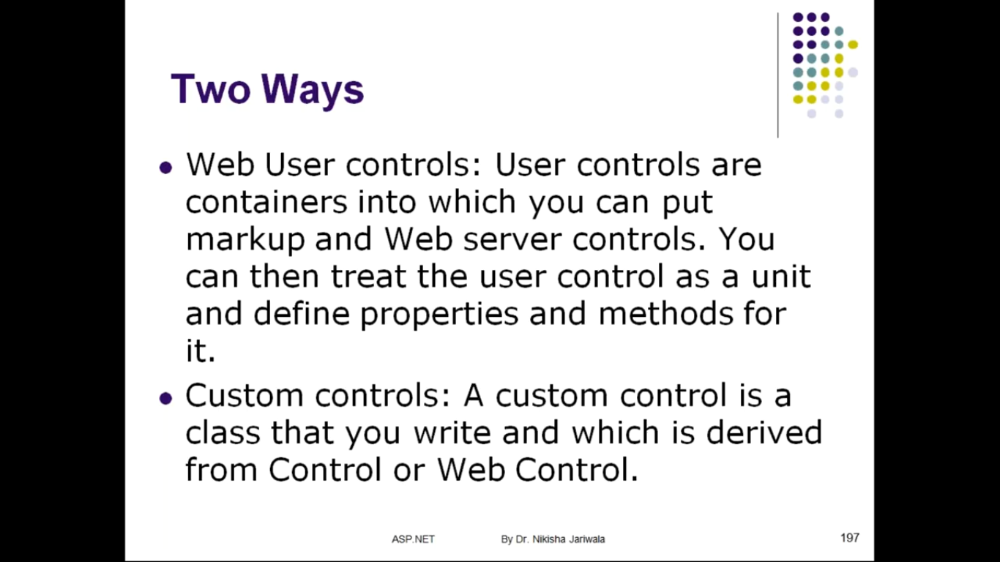 Two Ways
Web User controls: User controls are
containers into which you can put
markup and Web server controls. You
can then treat the user control as a unit
and define properties and methods for
it.
Custom controls: A custom control is a
class that you write and which is derived
from Control or Web Control.
ASP.NET By Dr. Nikisha Jariwala 197